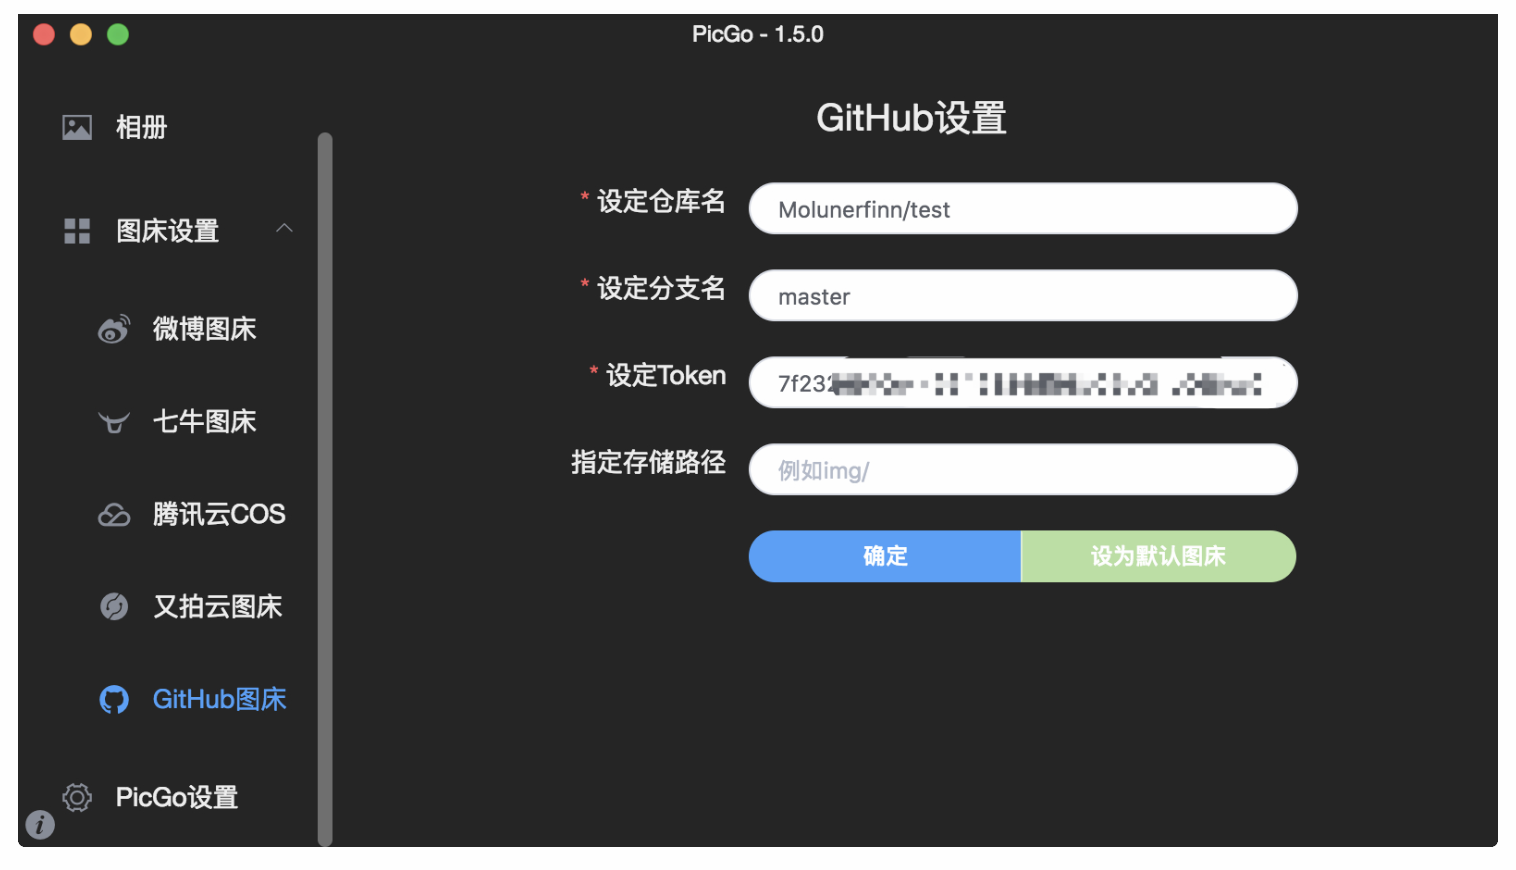 PicGo - 1.5.0
相册
图床设置
微博图床
七牛图床
腾讯云COS
又拍云图床
GitHub图床
PicGo设置
GitHub设置
* 设定仓库名
Molunerfinn/test
* 设定分支名
master
* 设定Token
7f232
指定存储路径
例如img/
确定
设为默认图床